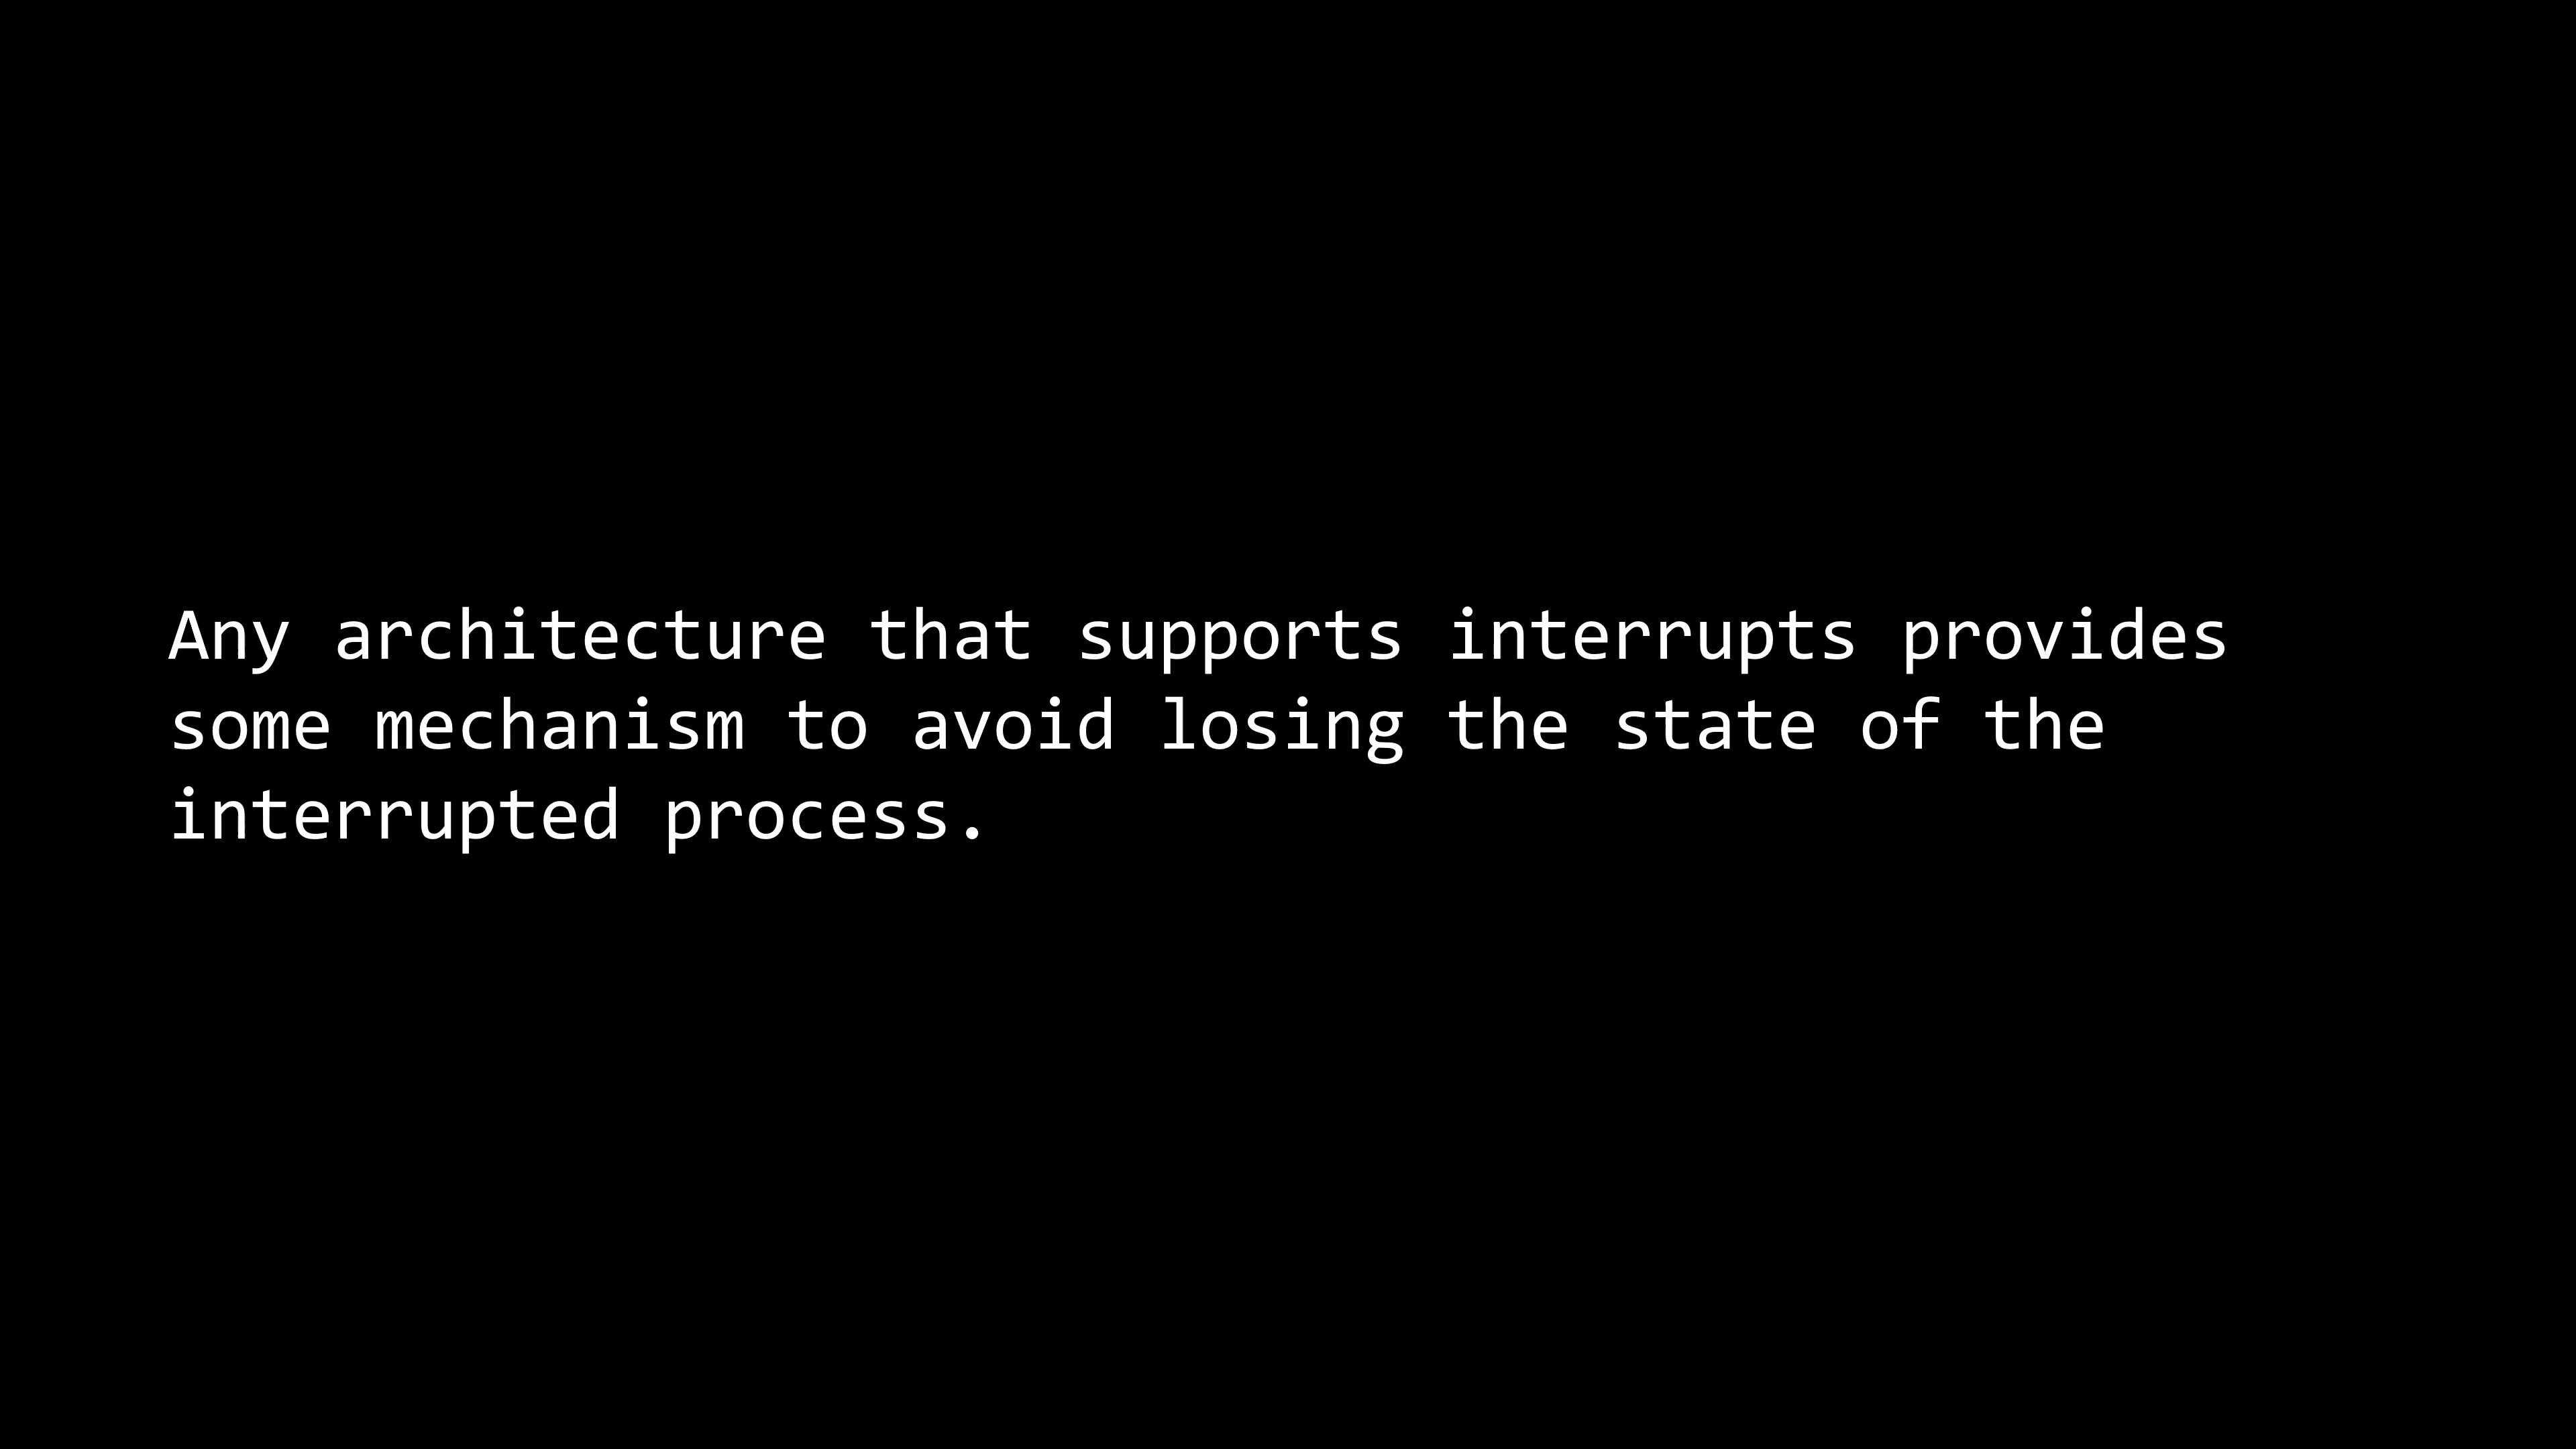 Any architecture that supports interrupts provides
some mechanism to avoid losing the state of the
interrupted process.